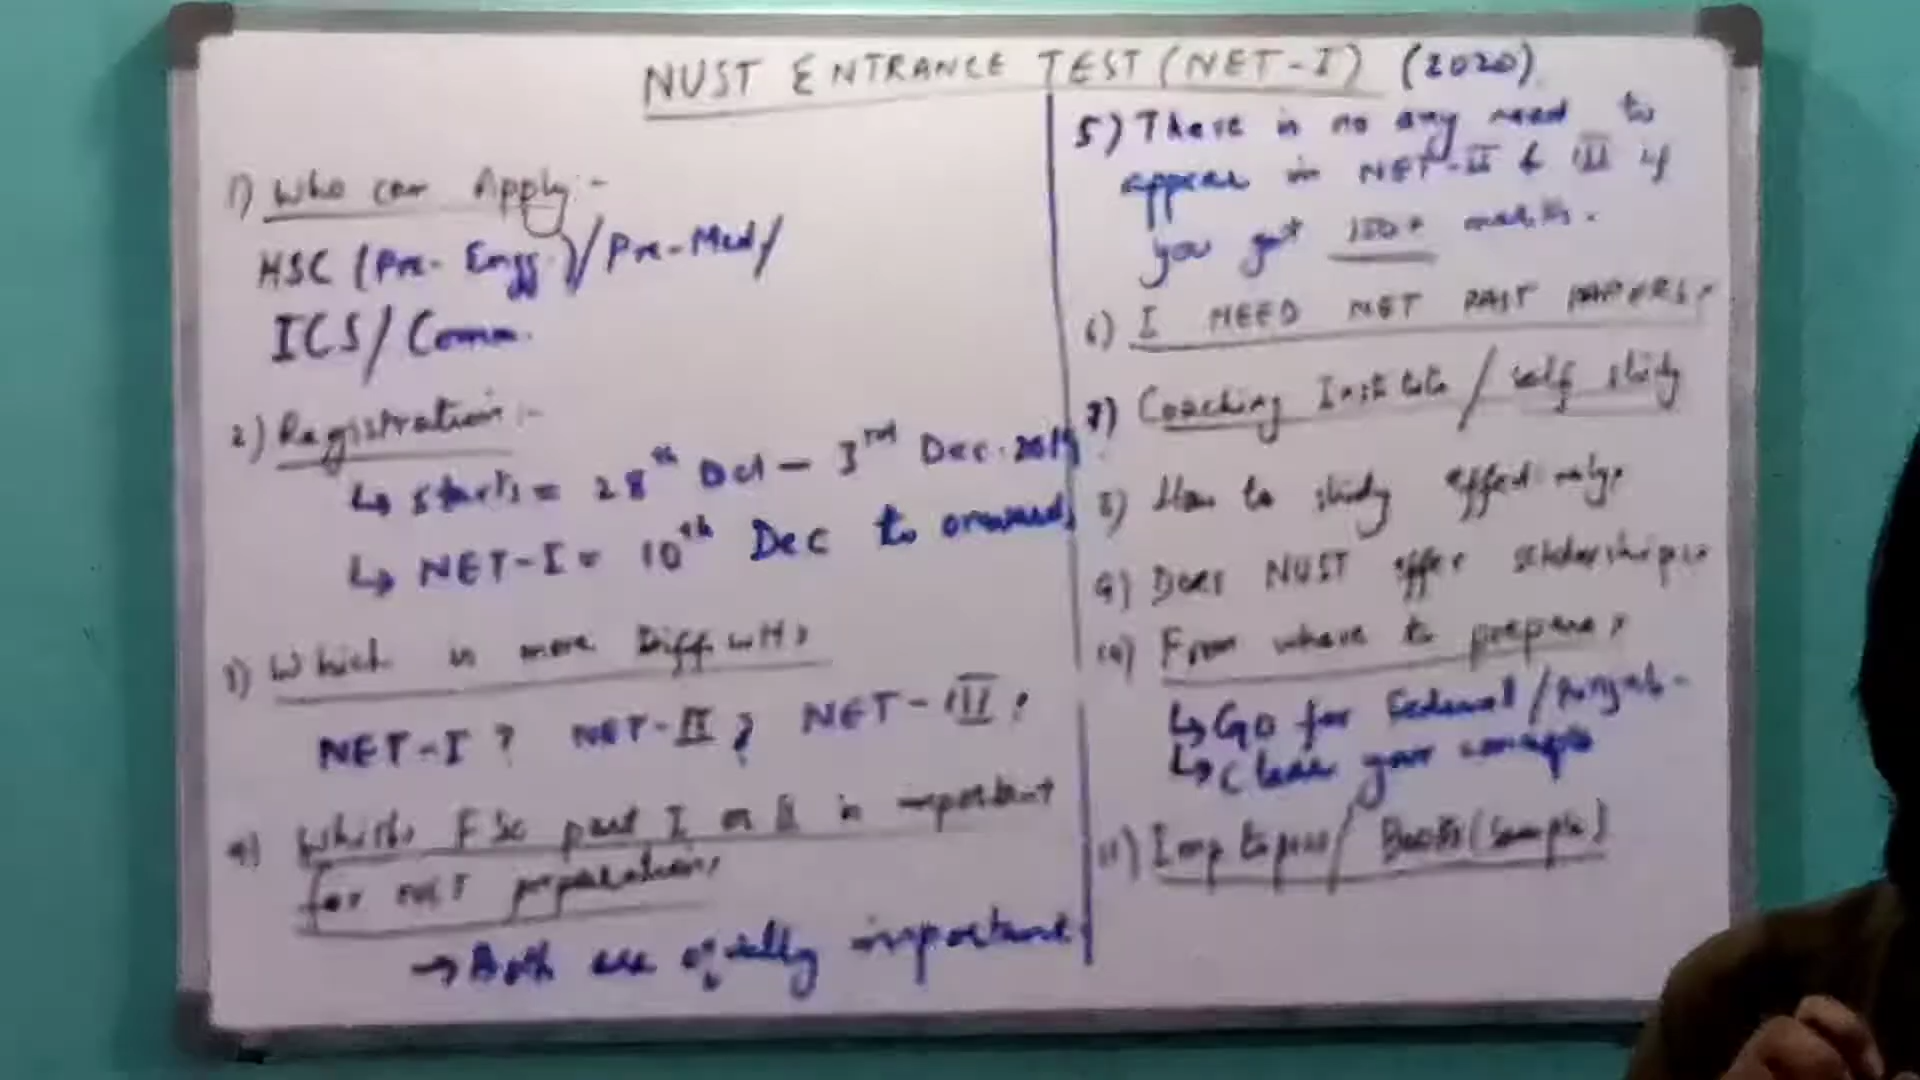 NUST ENTRANCE TEST (NET-I) (2020)
1) Who can Apply:-
HSC (Pre-Engg.)/Pre-Med/
ICS/Comm.
2) Registration:-
↳ starts = 28th Oct - 3rd Dec. 2019
↳ NET-I = 10th Dec to onward
3) Which is more Difficult?
NET-I? NET-II? NET-III?
4) Which FSc part I or II is important
for preparation?
→ Both are equally important
5) There is no any need to
appear in NET-II & III if
you get marks.
6) I NEED NET PAST PAPERS?
7) Coaching Institute / self study
8) How to study effectively?
9) Does NUST offer scholarships?
10) From where to prepare?
↳ Go for Federal / Punjab-
↳ Clear your concepts
11) Imp topics / Books (Sample)